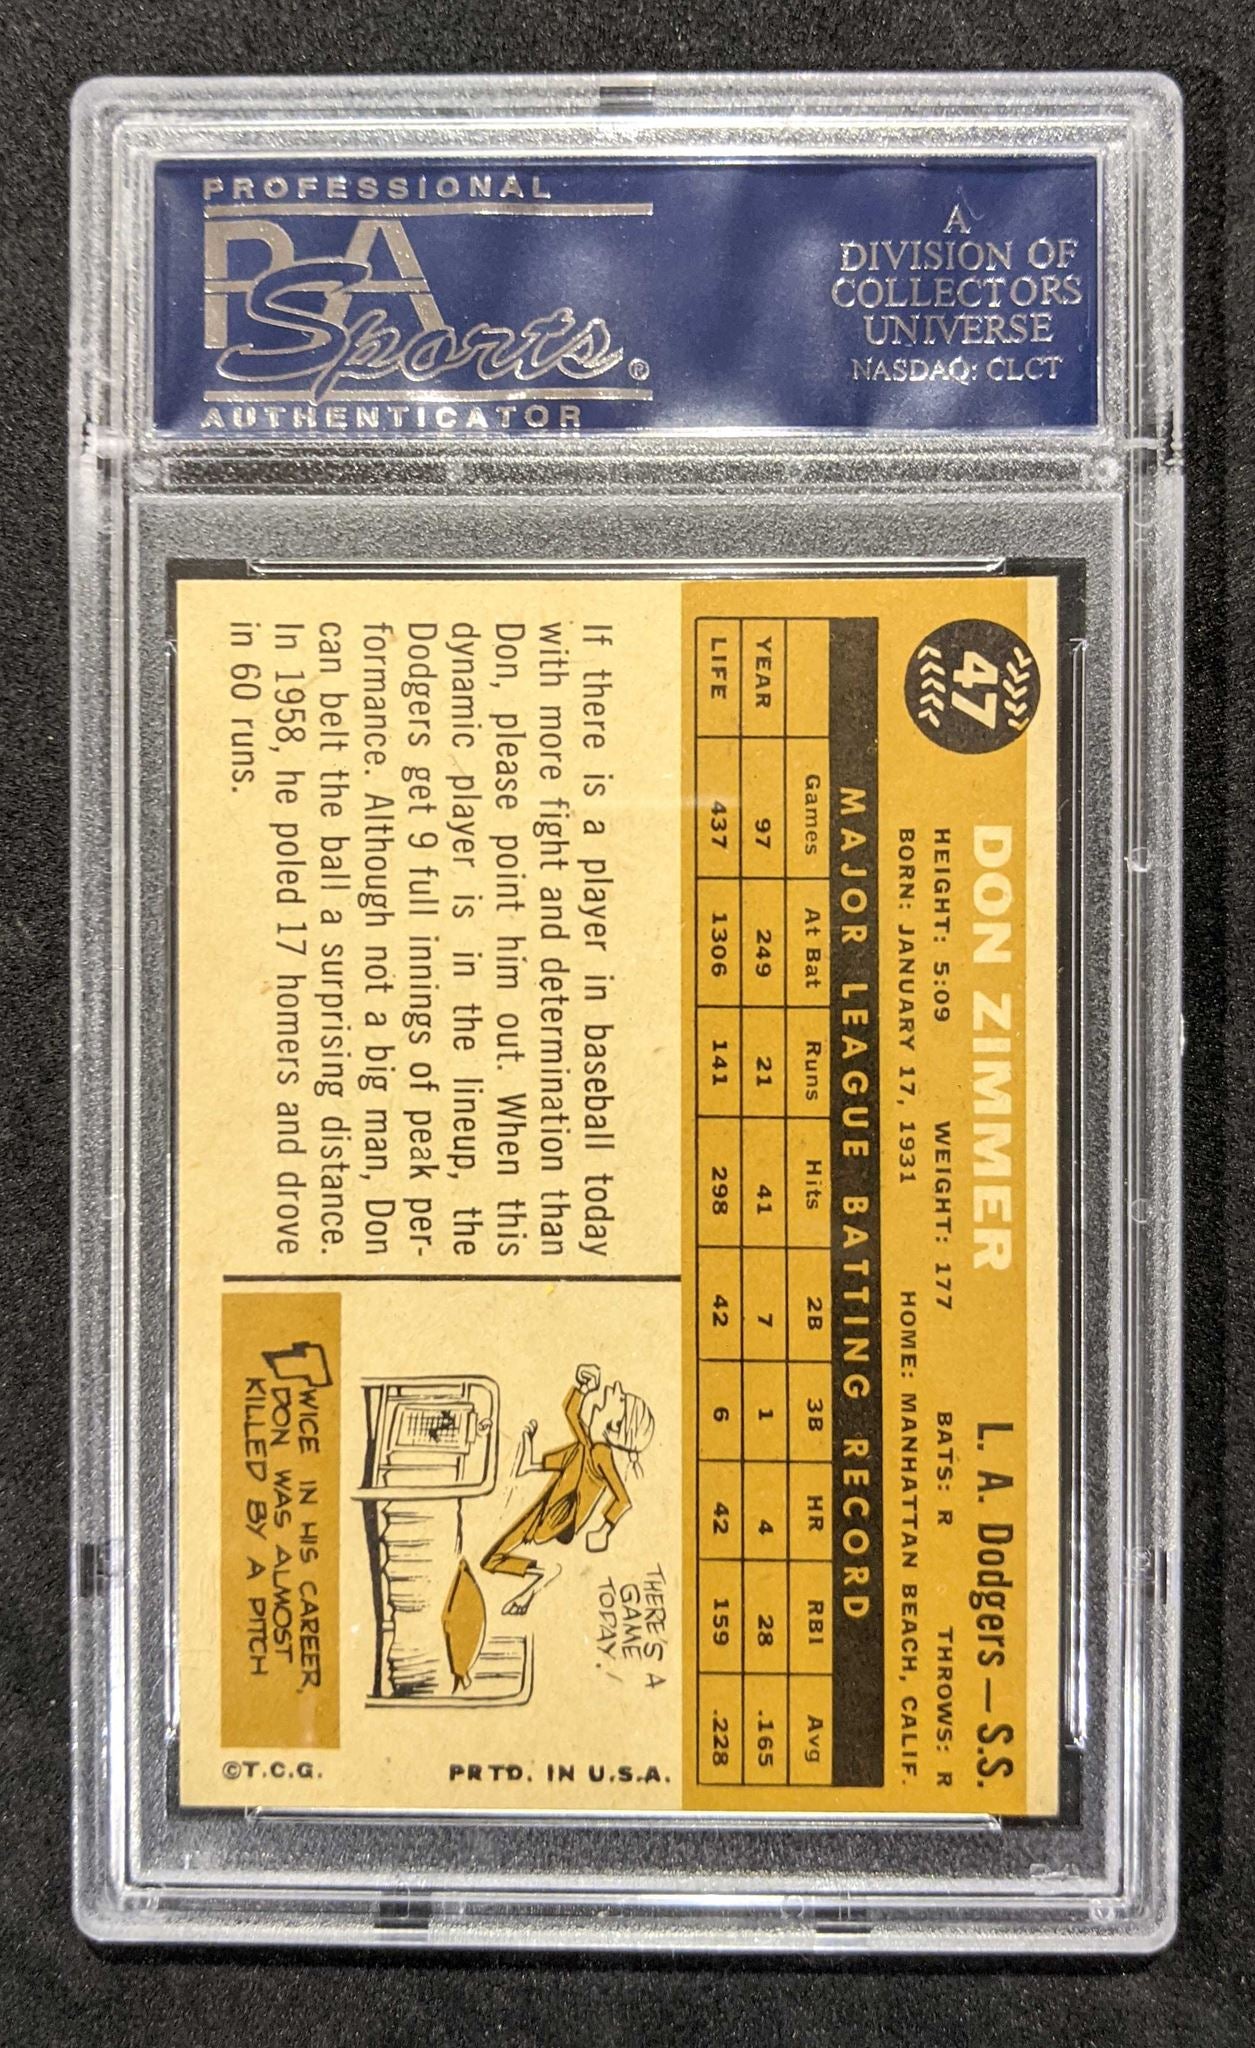 PROFESSIONAL
PSA
Sports®
AUTHENTICATOR
A
DIVISION OF
COLLECTORS
UNIVERSE
NASDAQ: CLCT
47
DON ZIMMER
L. A. Dodgers — S.S.
HEIGHT: 5:09 WEIGHT: 177 BATS: R THROWS: R
BORN: JANUARY 17, 1931 HOME: MANHATTAN BEACH, CALIF.
MAJOR LEAGUE BATTING RECORD
Games At Bat Runs Hits 2B 3B HR RBI Avg
YEAR 97 249 21 41 7 1 4 28 .165
LIFE 437 1306 141 298 42 6 42 159 .228
If there is a player in baseball today
with more fight and determination than
Don, please point him out. When this
dynamic player is in the lineup, the
Dodgers get 9 full innings of peak per-
formance. Although not a big man, Don
can belt the ball a surprising distance.
In 1958, he poled 17 homers and drove
in 60 runs.
THERE'S A
GAME
TODAY!
TWICE IN HIS CAREER,
DON WAS ALMOST
KILLED BY A PITCH
PRTD. IN U.S.A.
©T.C.G.